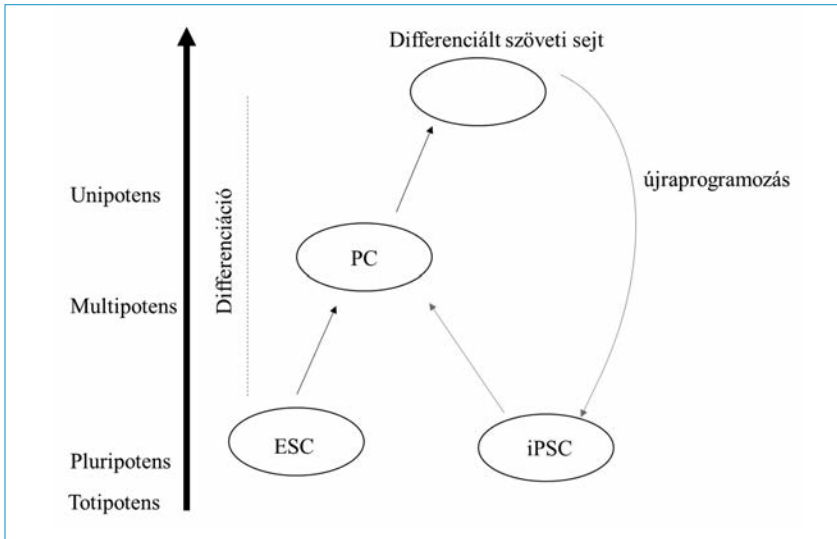 Differenciált szöveti sejt
újraprogramozás
Unipotens
Differenciáció
PC
Multipotens
ESC
iPSC
Pluripotens
Totipotens